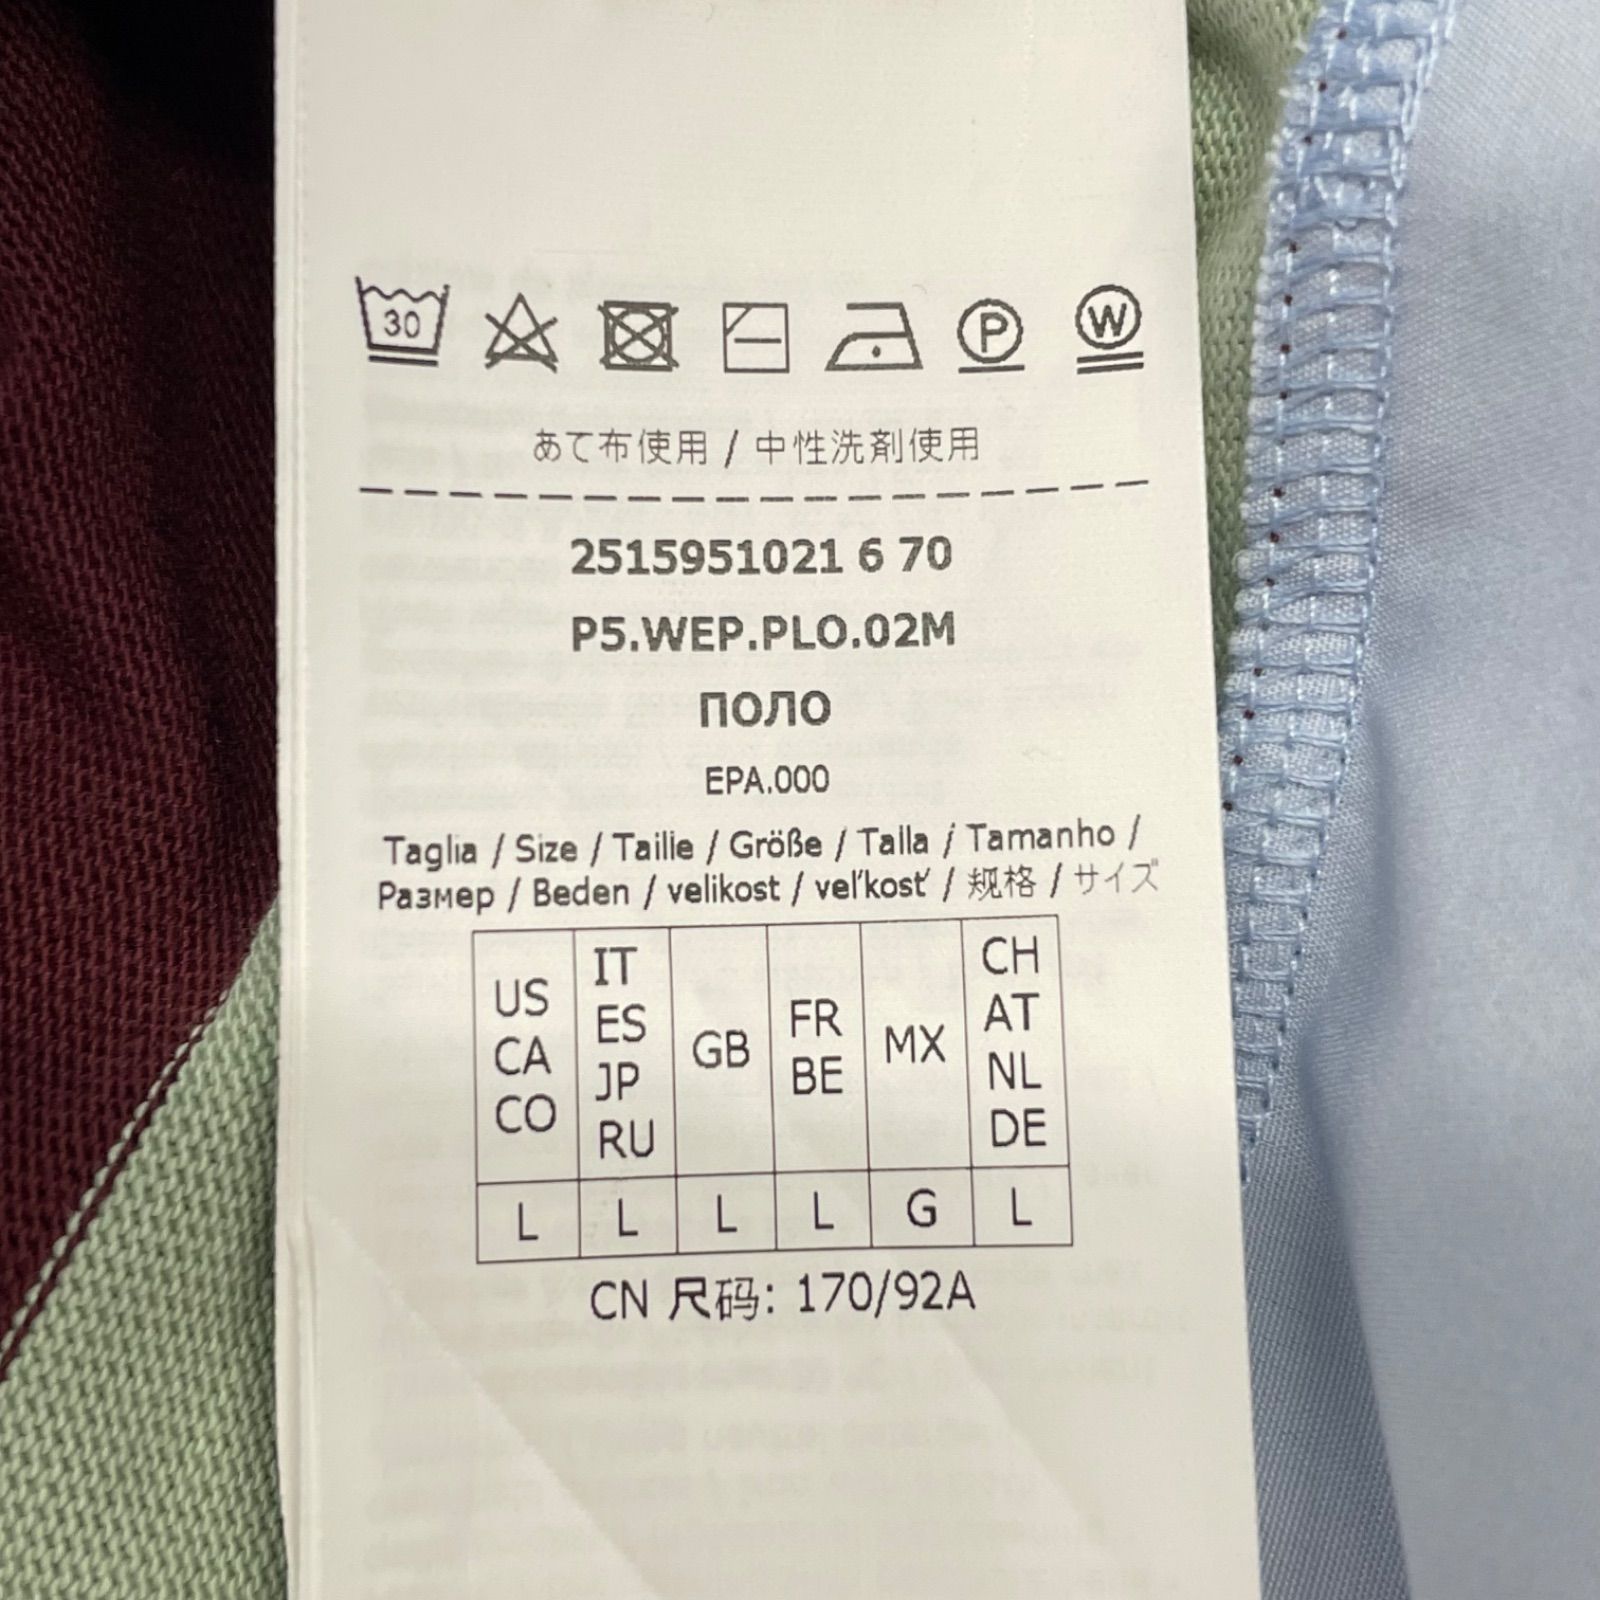 30 P W
あて布使用 / 中性洗剤使用
2515951021 6 70
P5.WEP.PLO.02M
ПОЛО
EPA.000
Taglia / Size / Taille / Größe / Talla / Tamanho /
Размер / Beden / velikost / veľkosť / 规格 / サイズ
US CA CO
IT ES JP RU
GB
FR BE
MX
CH AT NL DE
L L L L G L
CN 尺码: 170/92A